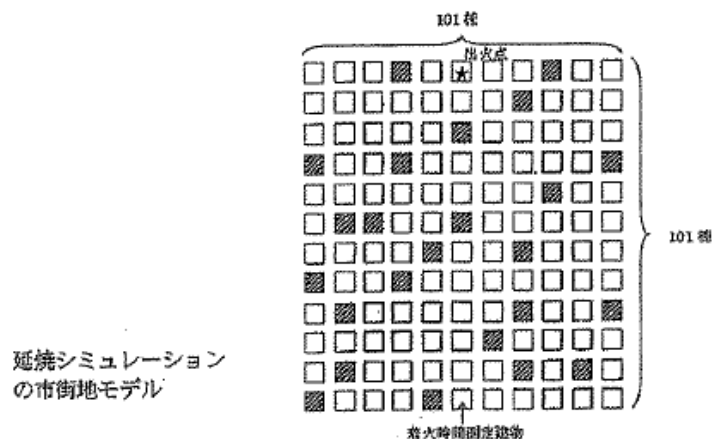 101棟
出火点
101棟
延焼シミュレーション
の市街地モデル
着火時間測定建物